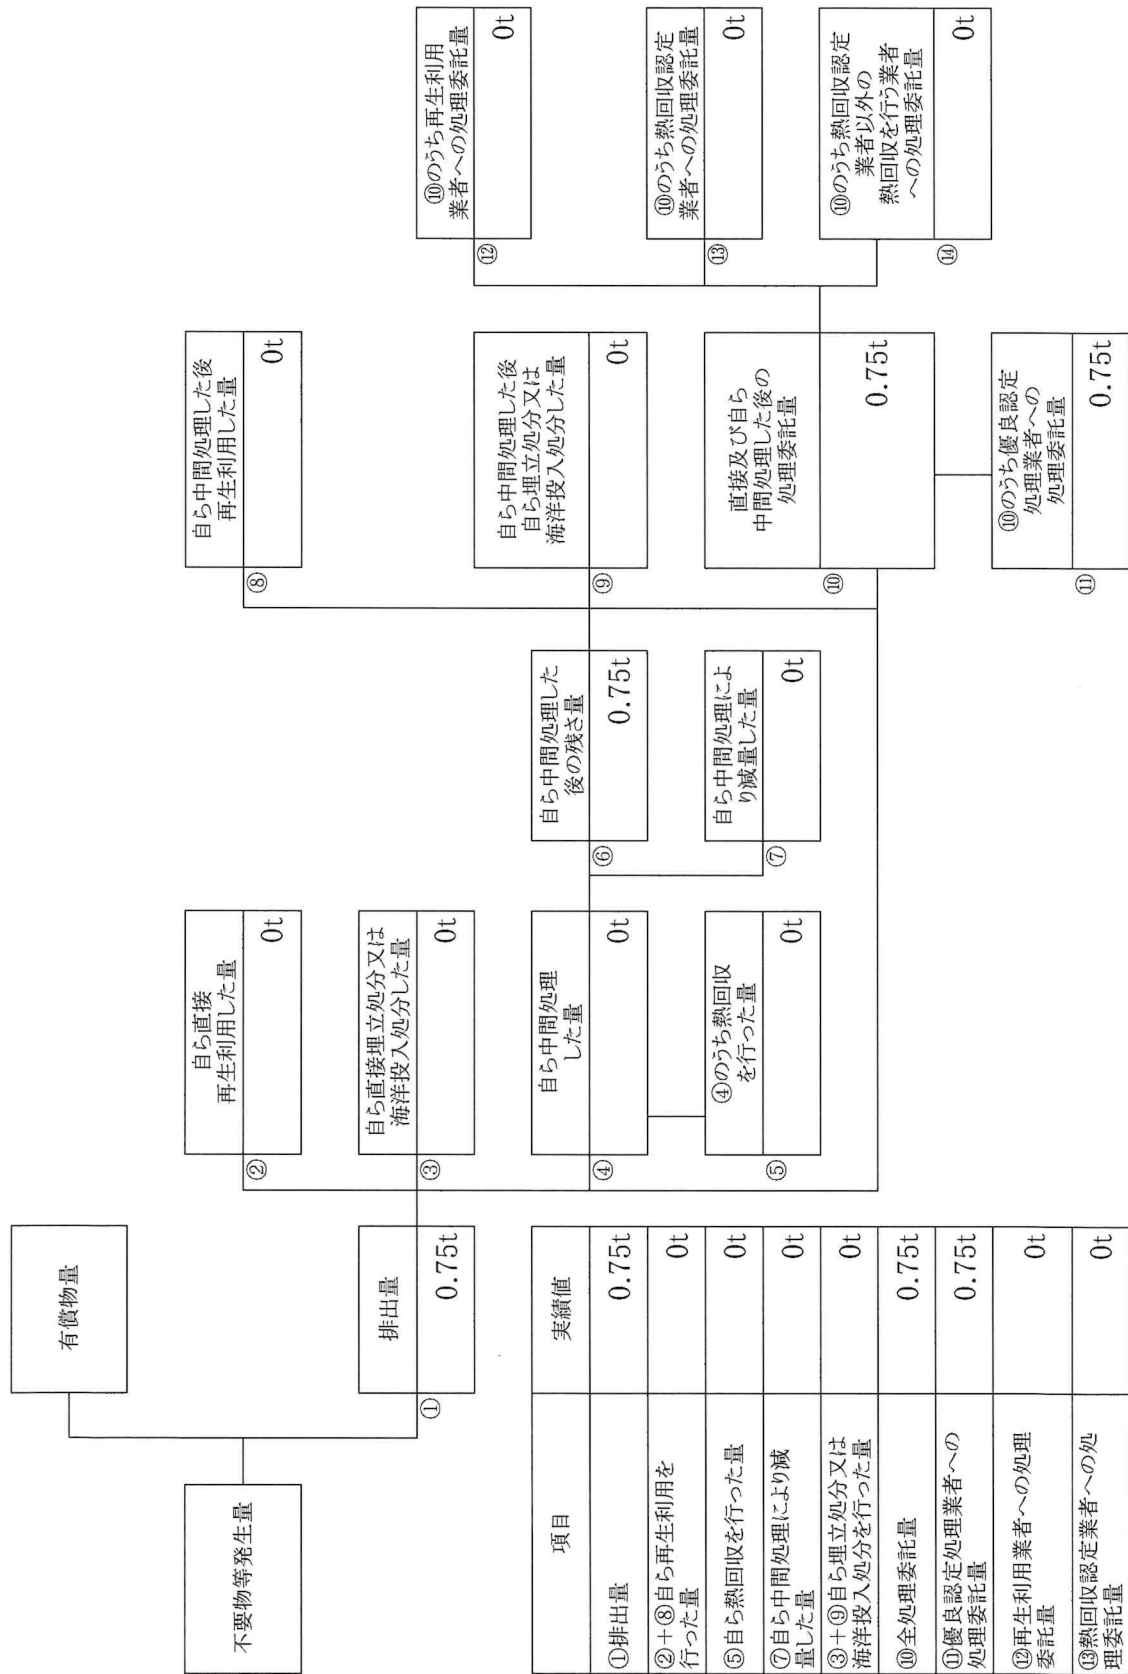 不要物等発生量
有償物量
排出量
①
0.75t
自ら直接
再生利用した量
②
0t
自ら直接埋立処分又は
海洋投入処分した量
③
0t
自ら中間処理
した量
④
0t
④のうち熱回収
を行った量
⑤
0t
自ら中間処理した
後の残さ量
⑥
0.75t
自ら中間処理によ
り減量した量
⑦
0t
自ら中間処理した後
再生利用した量
⑧
0t
自ら中間処理した後
自ら埋立処分又は
海洋投入処分した量
⑨
0t
直接及び自ら
中間処理した後の
処理委託量
⑩
0.75t
⑩のうち優良認定
処理業者への
処理委託量
⑪
0.75t
⑩のうち再生利用
業者への処理委託量
⑫
0t
⑩のうち熱回収認定
業者への処理委託量
⑬
0t
⑩のうち熱回収認定
業者以外の
熱回収を行う業者
への処理委託量
⑭
0t
項目 実績値
①排出量 0.75t
②+⑧自ら再生利用を
行った量 0t
⑤自ら熱回収を行った量 0t
⑦自ら中間処理により減
量した量 0t
③+⑨自ら埋立処分又は
海洋投入処分を行った量 0t
⑩全処理委託量 0.75t
⑪優良認定処理業者への
処理委託量 0.75t
⑫再生利用業者への処理
委託量 0t
⑬熱回収認定業者への処
理委託量 0t